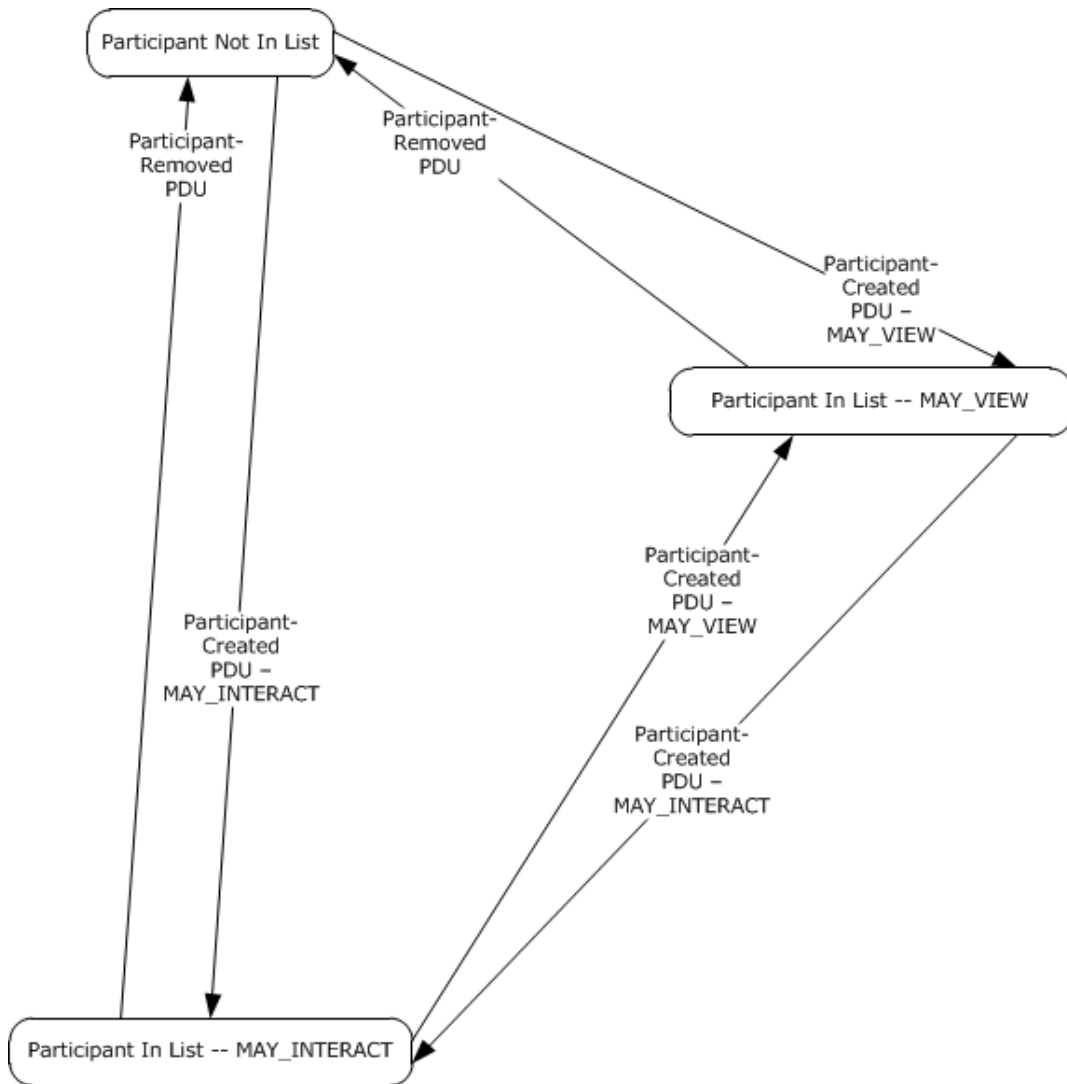 Participant Not In List
Participant-
Removed
PDU
Participant-
Removed
PDU
Participant-
Created
PDU –
MAY_VIEW
Participant In List -- MAY_VIEW
Participant-
Created
PDU –
MAY_VIEW
Participant-
Created
PDU –
MAY_INTERACT
Participant-
Created
PDU –
MAY_INTERACT
Participant In List -- MAY_INTERACT